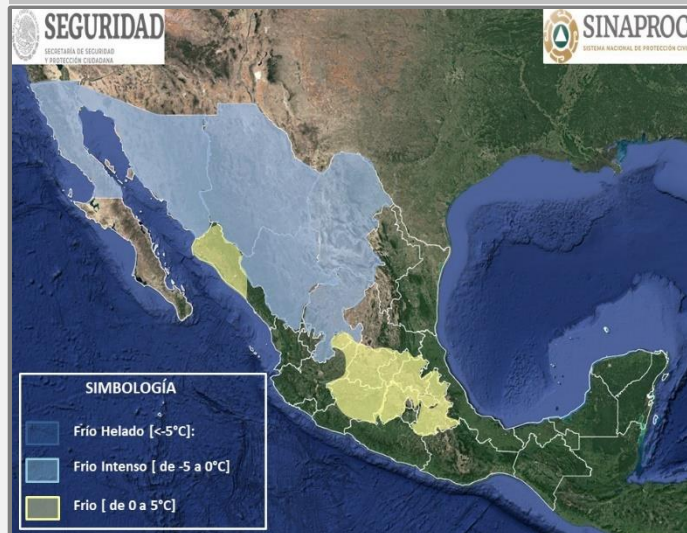 SEGURIDAD
SECRETARÍA DE SEGURIDAD
Y PROTECCIÓN CIUDADANA
SINAPROC
SISTEMA NACIONAL DE PROTECCIÓN CIVI
SIMBOLOGÍA
Frío Helado [<-5°C]:
Frio Intenso [ de -5 a 0°C]
Frio [ de 0 a 5°C]